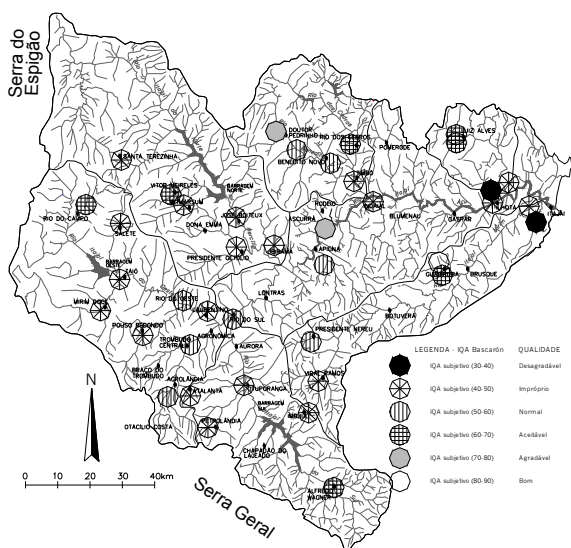 Serra do
Espigão
SANTA TEREZINHA
DOUTOR
PEDRINHO
RIO DOS CEDROS
BENEDITO NOVO
POMERODE
LUIZ ALVES
TIMBÓ
VITOR MEIRELES
BARRAGEM
NORTE
RIO DO CAMPO
SALETE
DONA EMMA
JOSÉ BOITEUX
PRESIDENTE GETÚLIO
RODEIO
ASCURRA
APIÚNA
BLUMENAU
GASPAR
ILHOTA
ITAJAÍ
BARRAGEM
OESTE
TAIÓ
MIRIM DOCE
POUSO REDONDO
RIO DO OESTE
LAURENTINO
RIO DO SUL
LONTRAS
GUABIRUBA
BRUSQUE
BOTUVERÁ
PRESIDENTE NEREU
TROMBUDO
CENTRAL
AGRONÔMICA
AURORA
BRAÇO DO
TROMBUDO
AGROLÂNDIA
ATALANTA
ITUPORANGA
VIDAL RAMOS
IMBUIA
BARRAGEM
SUL
PETROLÂNDIA
OTACÍLIO COSTA
CHAPADÃO DO
LAGEADO
ALFREDO
WAGNER
N
0 10 20 30 40km
Serra Geral
LEGENDA - IQA Bascarón QUALIDADE
IQA subjetivo (30-40) Desagradável
IQA subjetivo (40-50) Impróprio
IQA subjetivo (50-60) Normal
IQA subjetivo (60-70) Aceitável
IQA subjetivo (70-80) Agradável
IQA subjetivo (80-90) Bom